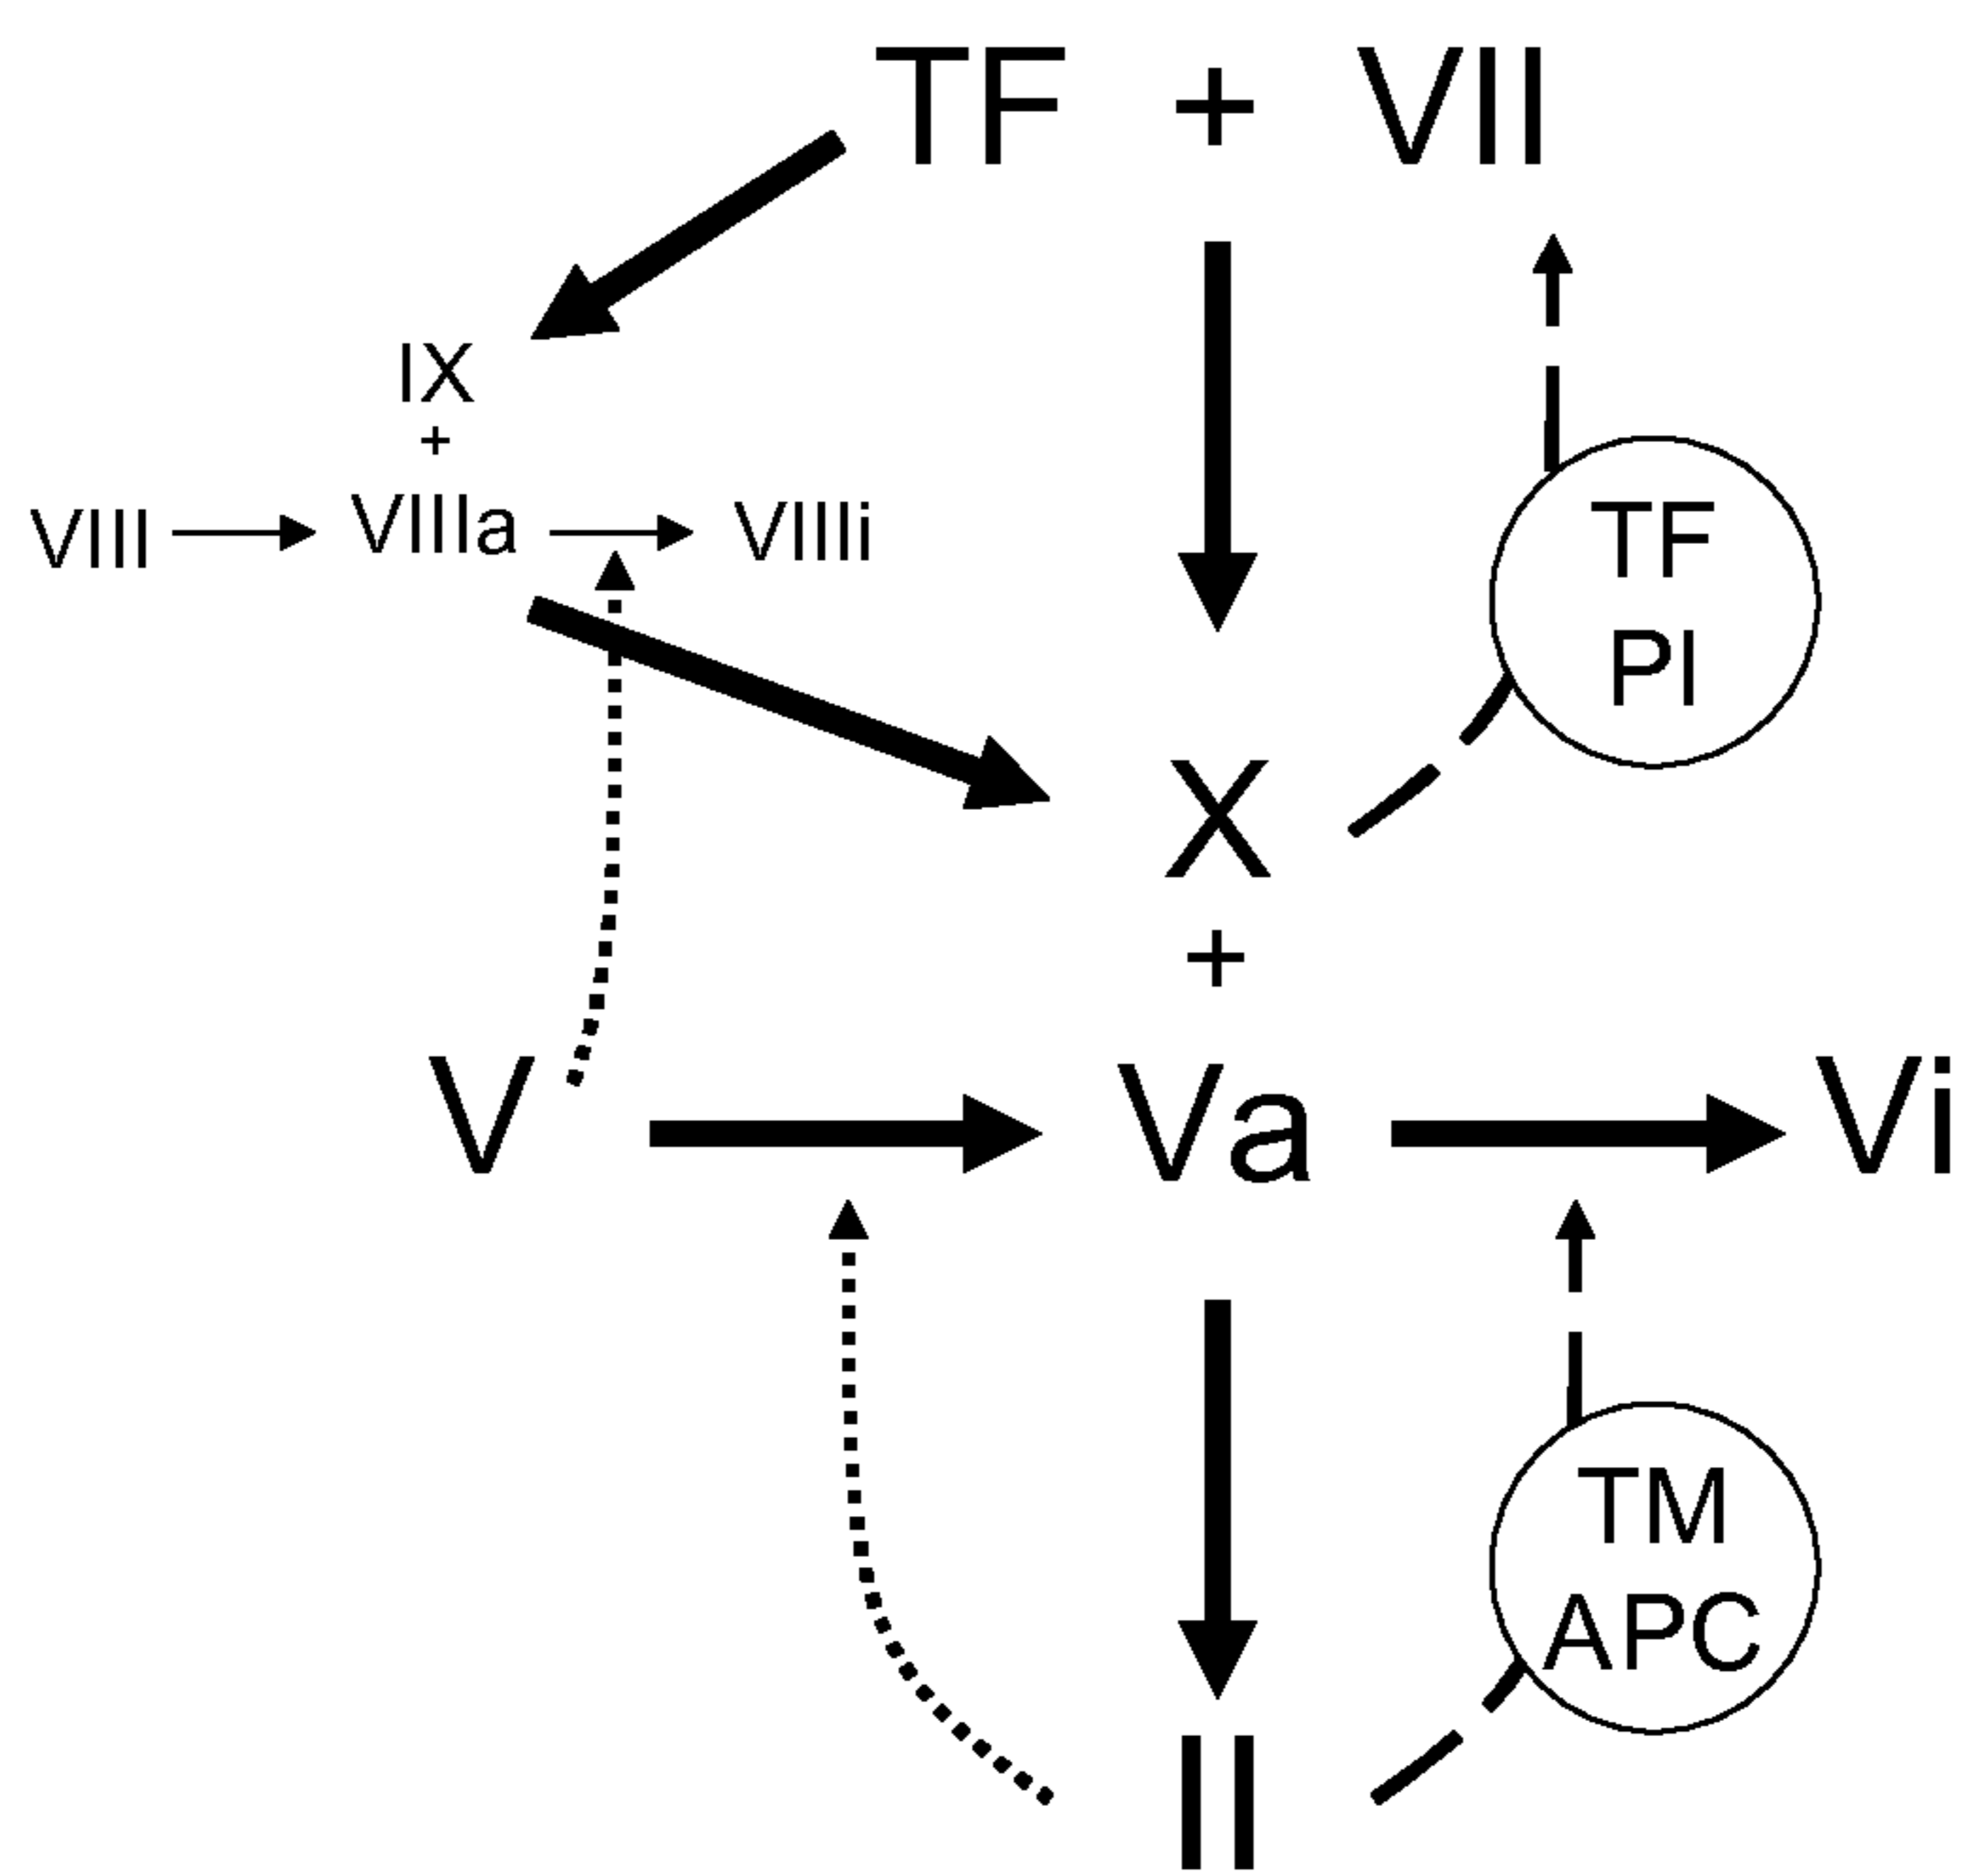 TF + VII
IX
+
VIII VIIIa VIIIi
TF
PI
X
+
V Va Vi
TM
APC
II